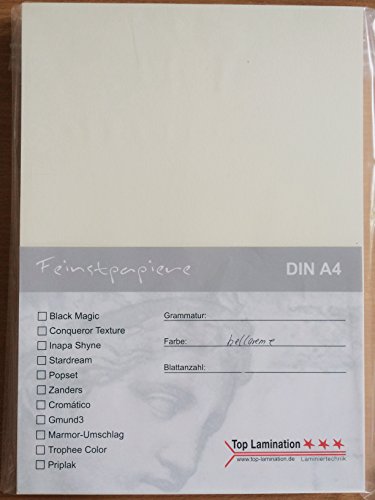 Feinstpapiere DIN A4
Black Magic
Conqueror Texture
Inapa Shyne
Stardream
Popset
Zanders
Cromático
Gmund3
Marmor-Umschlag
Trophee Color
Priplak
Grammatur:
Farbe: hellcreme
Blattanzahl:
Top Lamination
www.top-lamination.de Laminiertechnik